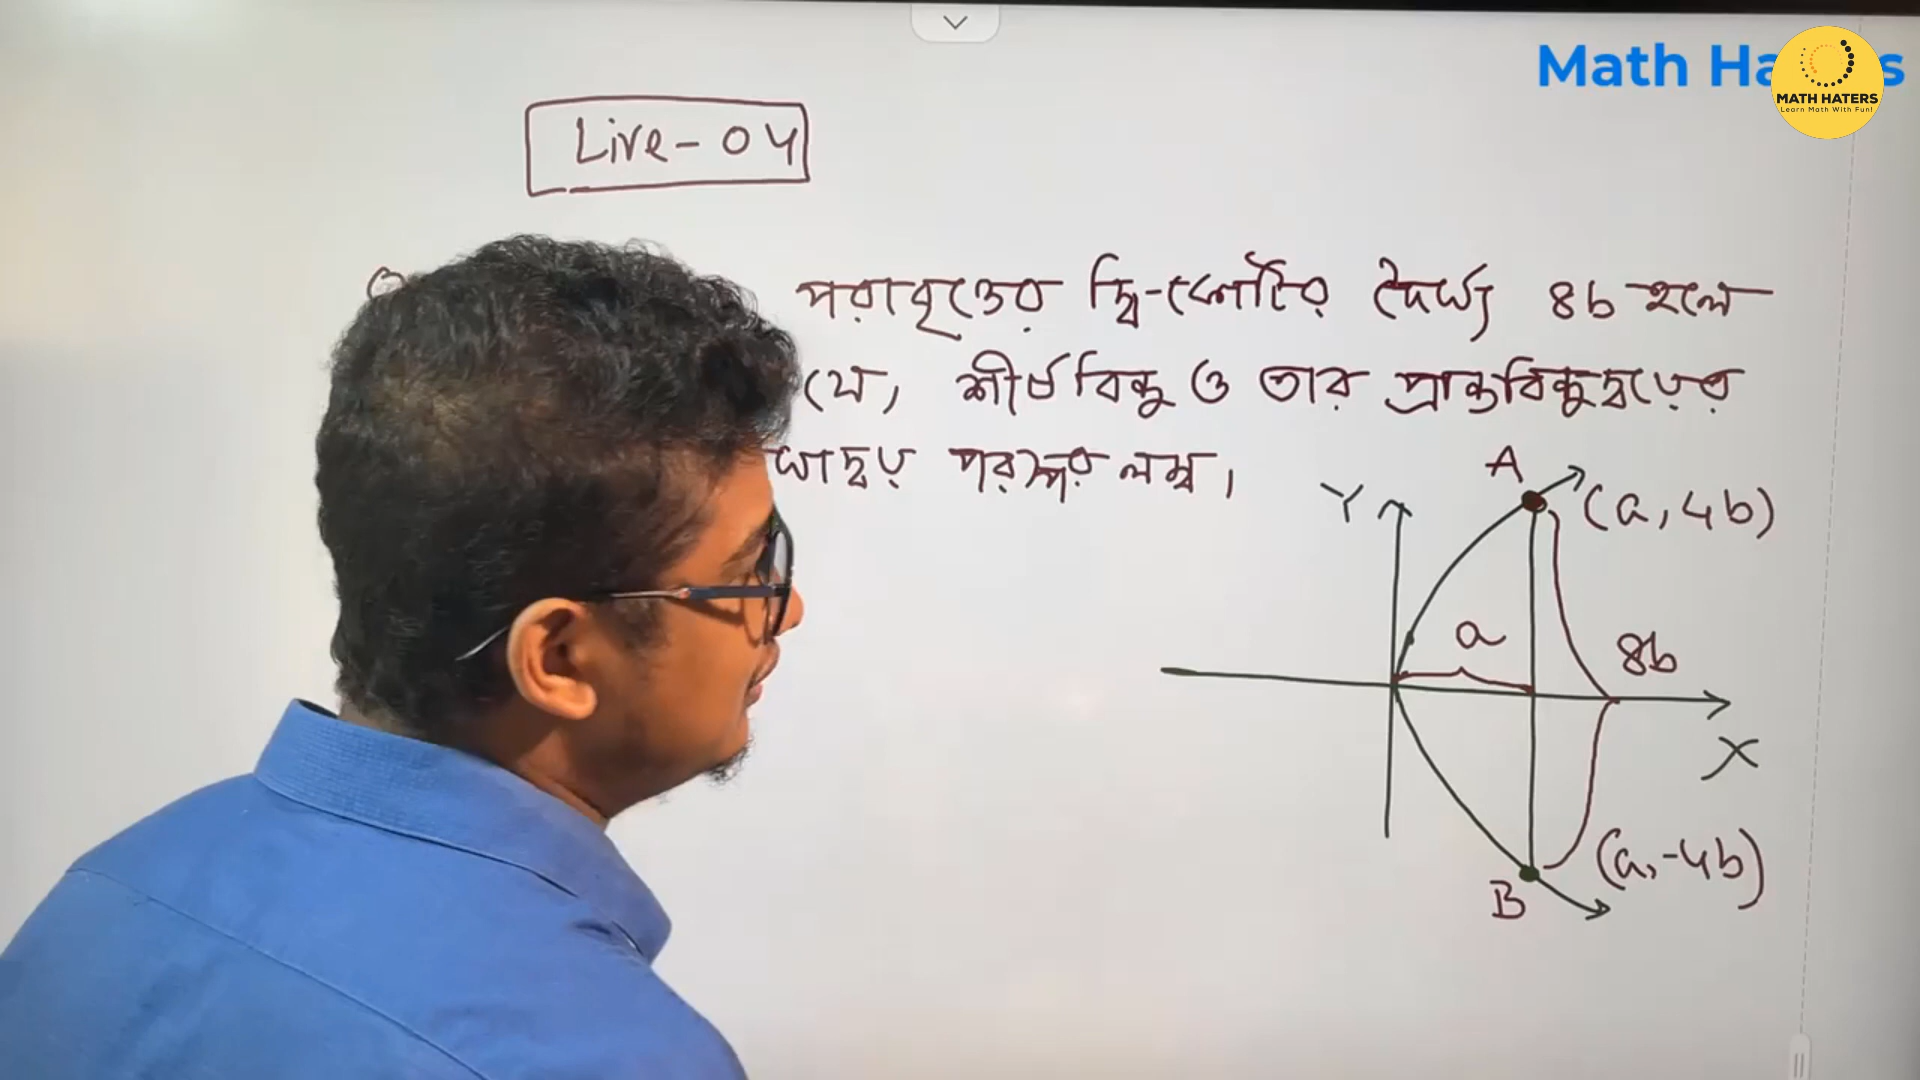 Math Ha s
MATH HATERS
Learn Math With Fun!
Live-04
পরাবৃত্তের দ্বি-কোটির দৈর্ঘ্য 8b হলে
যে, শীর্ষবিন্দু ও তার প্রান্তবিন্দুদ্বয়ের
পরস্পর লম্ব।
A
Y
(a, 4b)
a
8b
X
(a, -4b)
B